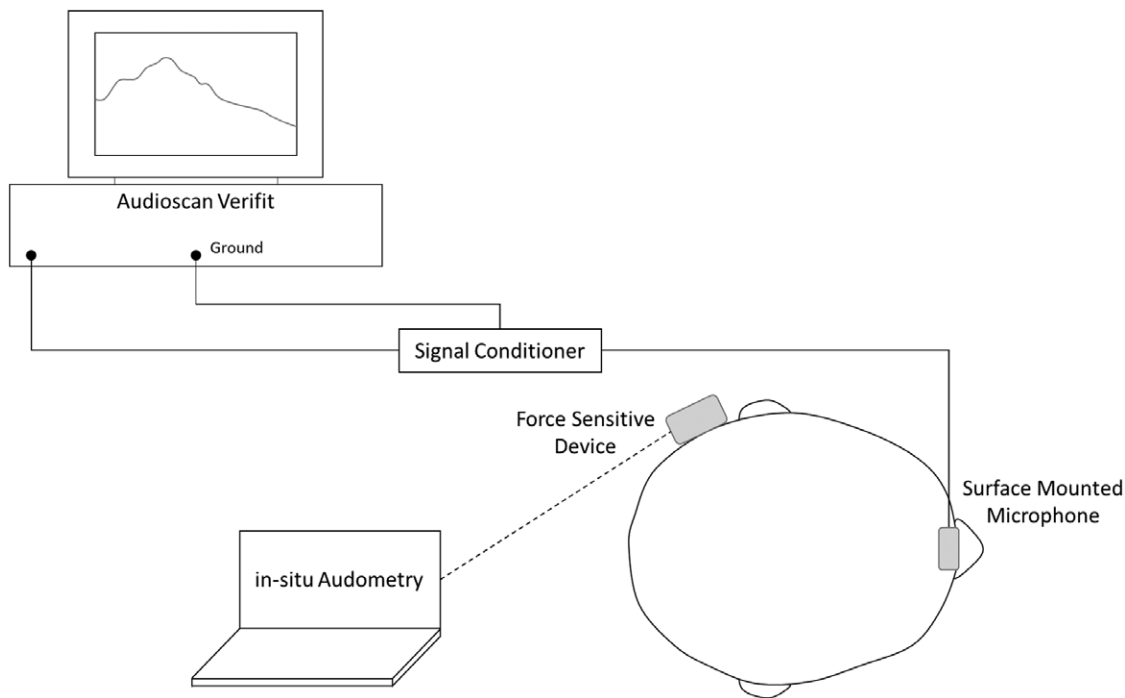 Audioscan Verifit
Ground
Signal Conditioner
Force Sensitive
Device
Surface Mounted
Microphone
in-situ Audometry